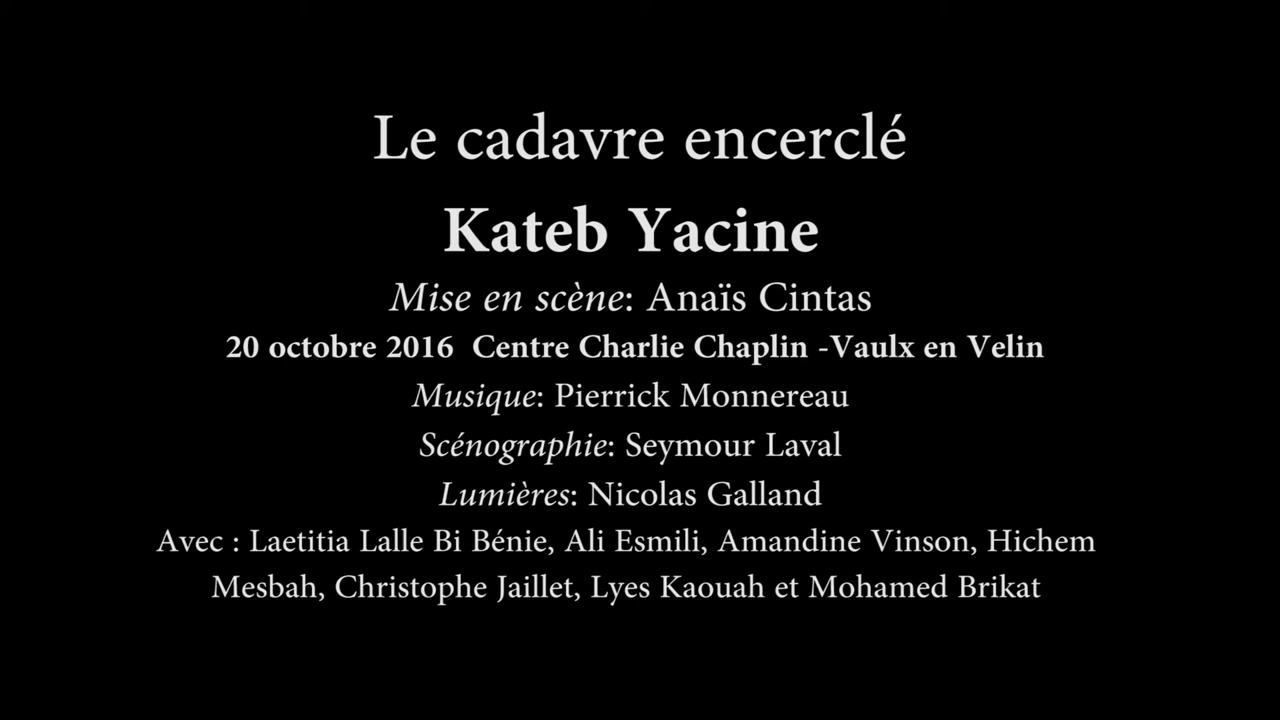 Le cadavre encerclé
Kateb Yacine
Mise en scène: Anaïs Cintas
20 octobre 2016  Centre Charlie Chaplin -Vaulx en Velin
Musique: Pierrick Monnereau
Scénographie: Seymour Laval
Lumières: Nicolas Galland
Avec : Laetitia Lalle Bi Bénie, Ali Esmili, Amandine Vinson, Hichem
Mesbah, Christophe Jaillet, Lyes Kaouah et Mohamed Brikat